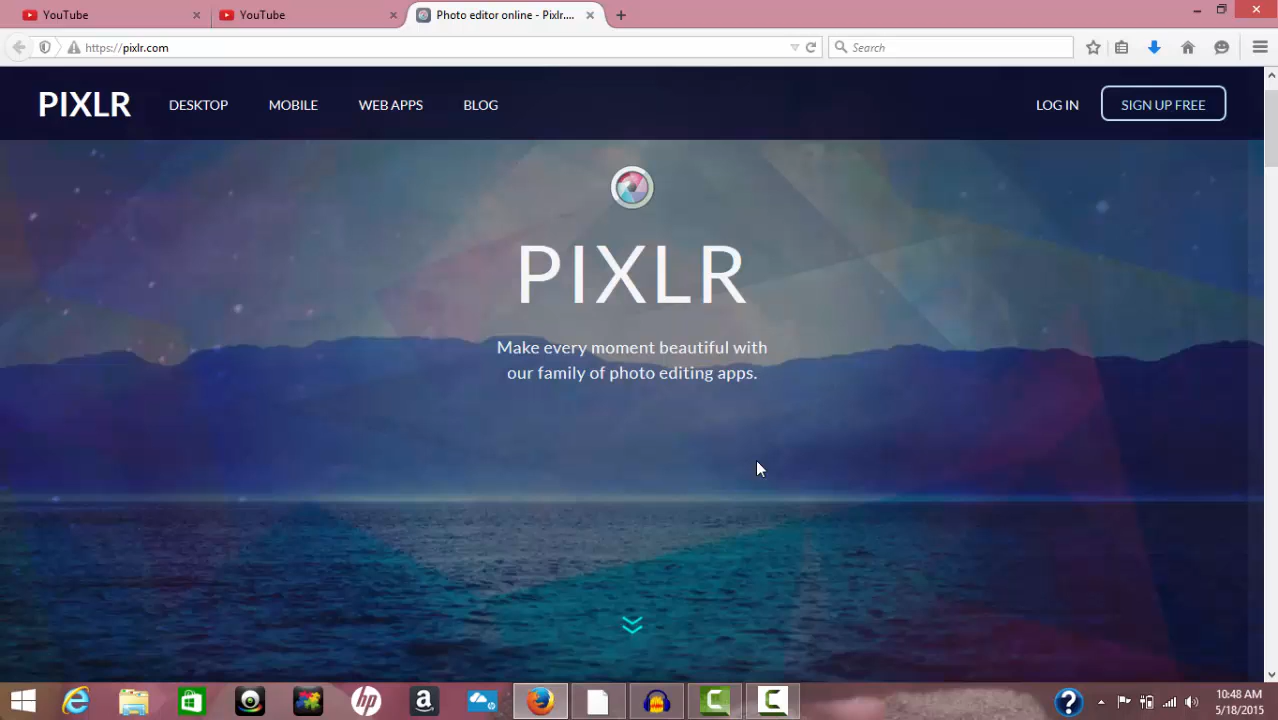 YouTube
YouTube
Photo editor online - Pixlr....
https://pixlr.com
Search
PIXLR
DESKTOP
MOBILE
WEB APPS
BLOG
LOG IN
SIGN UP FREE
PIXLR
Make every moment beautiful with
our family of photo editing apps.
10:48 AM
5/18/2015